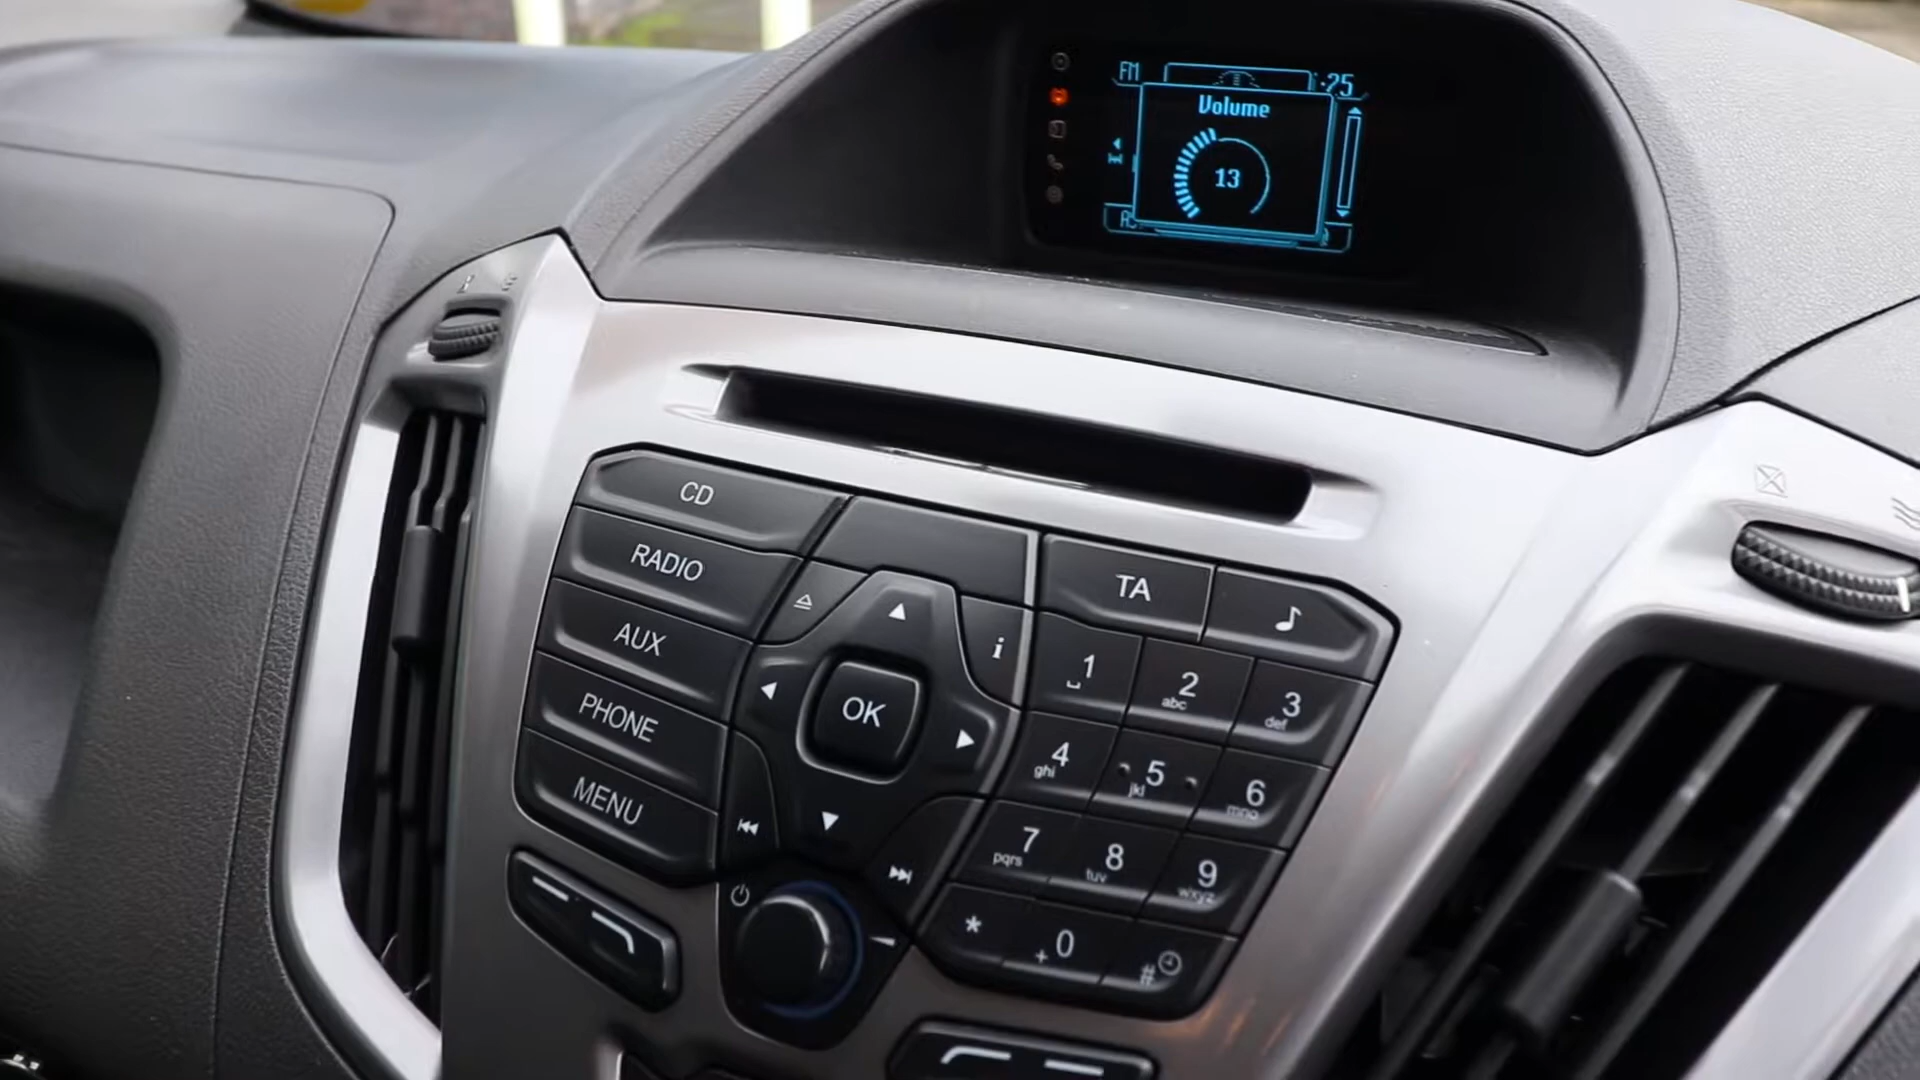 FM
:25
Volume
13
CD
RADIO
AUX
PHONE
MENU
OK
i
TA
1
2
abc
3
def
4
ghi
5
jkl
6
mno
7
pqrs
8
tuv
9
wxyz
*
0
+
#